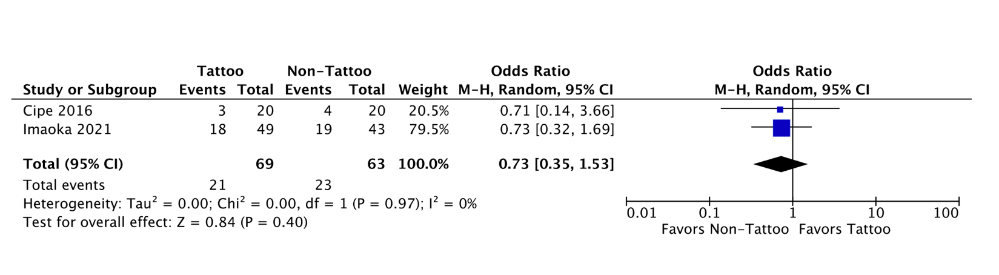 Tattoo Non-Tattoo Odds Ratio Odds Ratio
Study or Subgroup Events Total Events Total Weight M-H, Random, 95% CI M-H, Random, 95% CI
Cipe 2016 3 20 4 20 20.5% 0.71 [0.14, 3.66]
Imaoka 2021 18 49 19 43 79.5% 0.73 [0.32, 1.69]
Total (95% CI) 69 63 100.0% 0.73 [0.35, 1.53]
Total events 21 23
Heterogeneity: Tau² = 0.00; Chi² = 0.00, df = 1 (P = 0.97); I² = 0%
Test for overall effect: Z = 0.84 (P = 0.40)
0.01 0.1 1 10 100
Favors Non-Tattoo Favors Tattoo